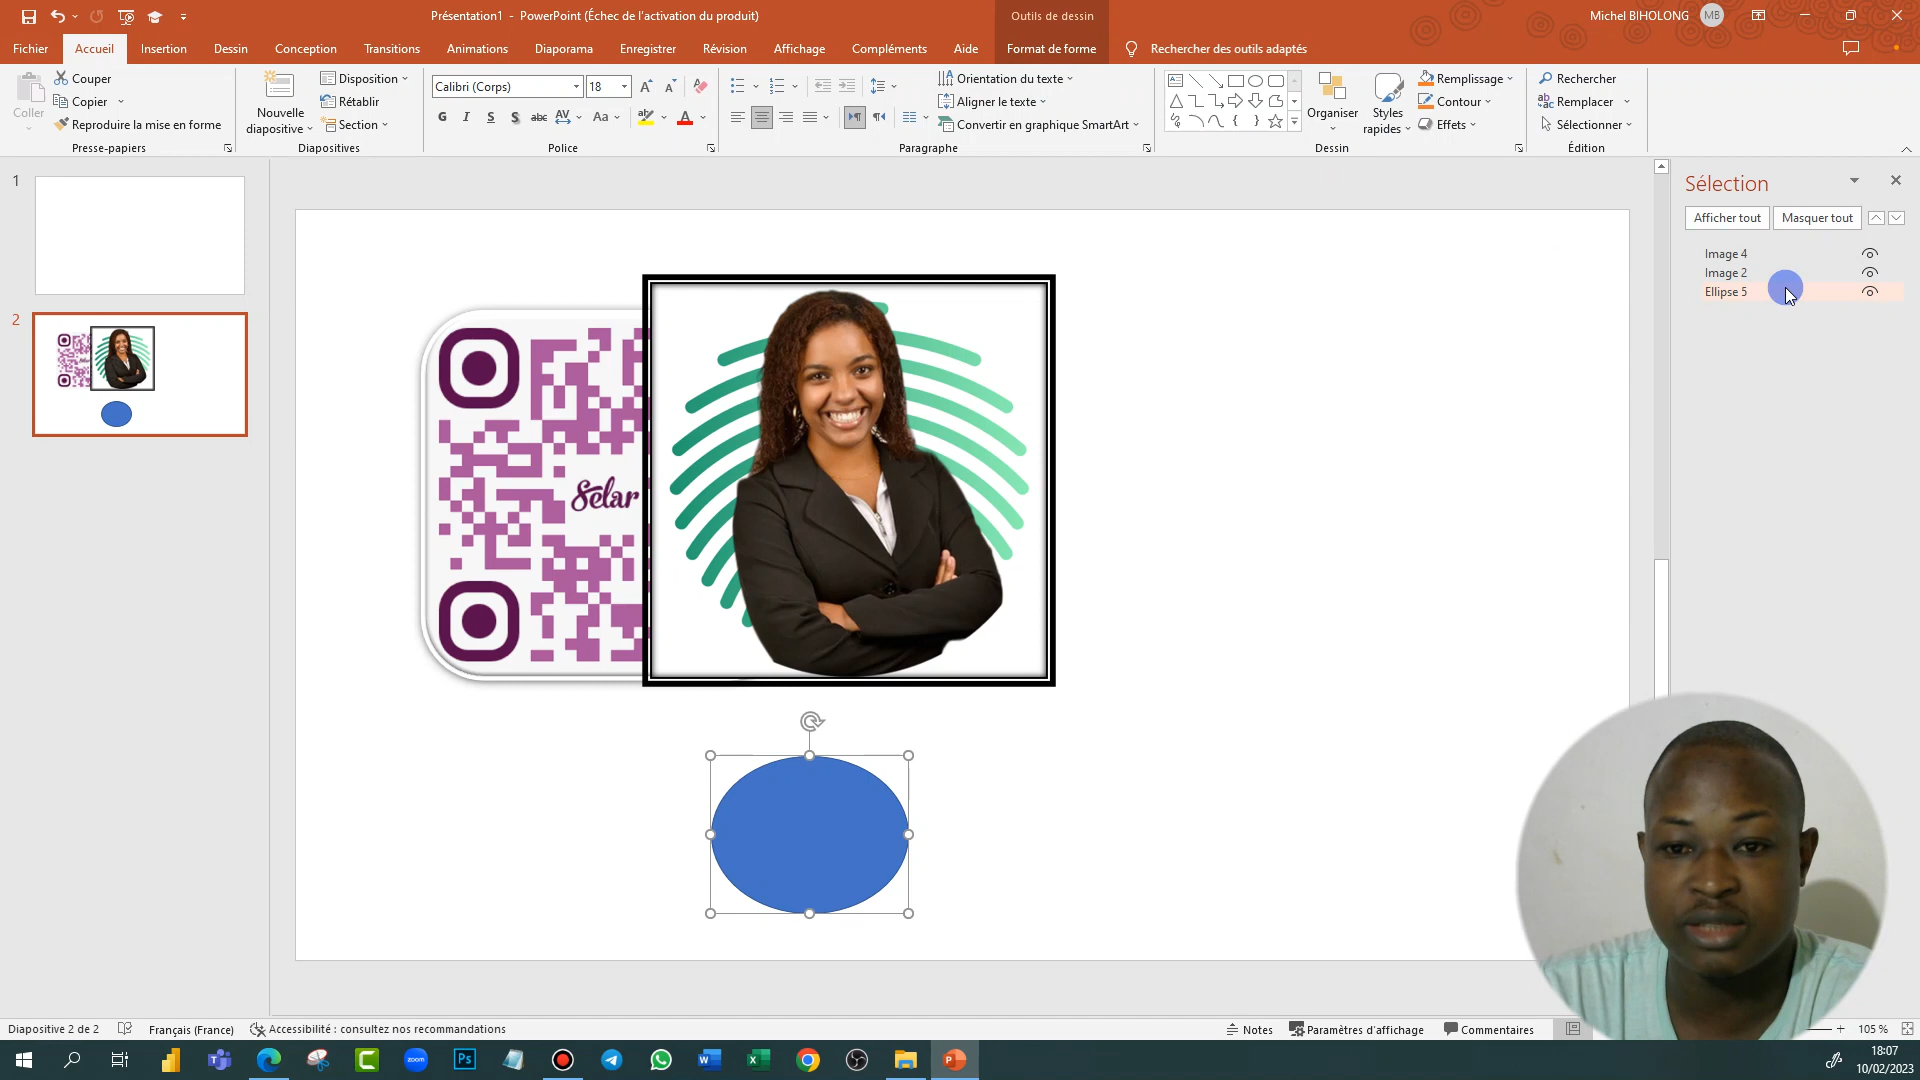 Présentation1 - PowerPoint (Échec de l'activation du produit)
Outils de dessin
Michel BIHOLONG
MB
Fichier
Accueil
Insertion
Dessin
Conception
Transitions
Animations
Diaporama
Enregistrer
Révision
Affichage
Compléments
Aide
Format de forme
Rechercher des outils adaptés
Coller
Couper
Copier
Reproduire la mise en forme
Presse-papiers
Nouvelle
diapositive
Disposition
Rétablir
Section
Diapositives
Calibri (Corps)
18
G I S S abc AV Aa A
Police
Orientation du texte
Aligner le texte
Convertir en graphique SmartArt
Paragraphe
Organiser
Styles
rapides
Remplissage
Contour
Effets
Dessin
Rechercher
Remplacer
Sélectionner
Édition
1
2
Selar
Sélection
Afficher tout
Masquer tout
Image 4
Image 2
Ellipse 5
Diapositive 2 de 2
Français (France)
Accessibilité : consultez nos recommandations
Notes
Paramètres d'affichage
Commentaires
105 %
zoom
Ps
18:07
10/02/2023